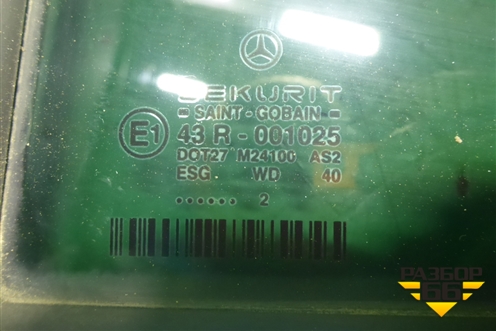 SEKURIT
SAINT-GOBAIN
E1 43 R - 001025
DOT27 M24100 AS2
ESG WD 40
...... 2
РАЗБОР
66